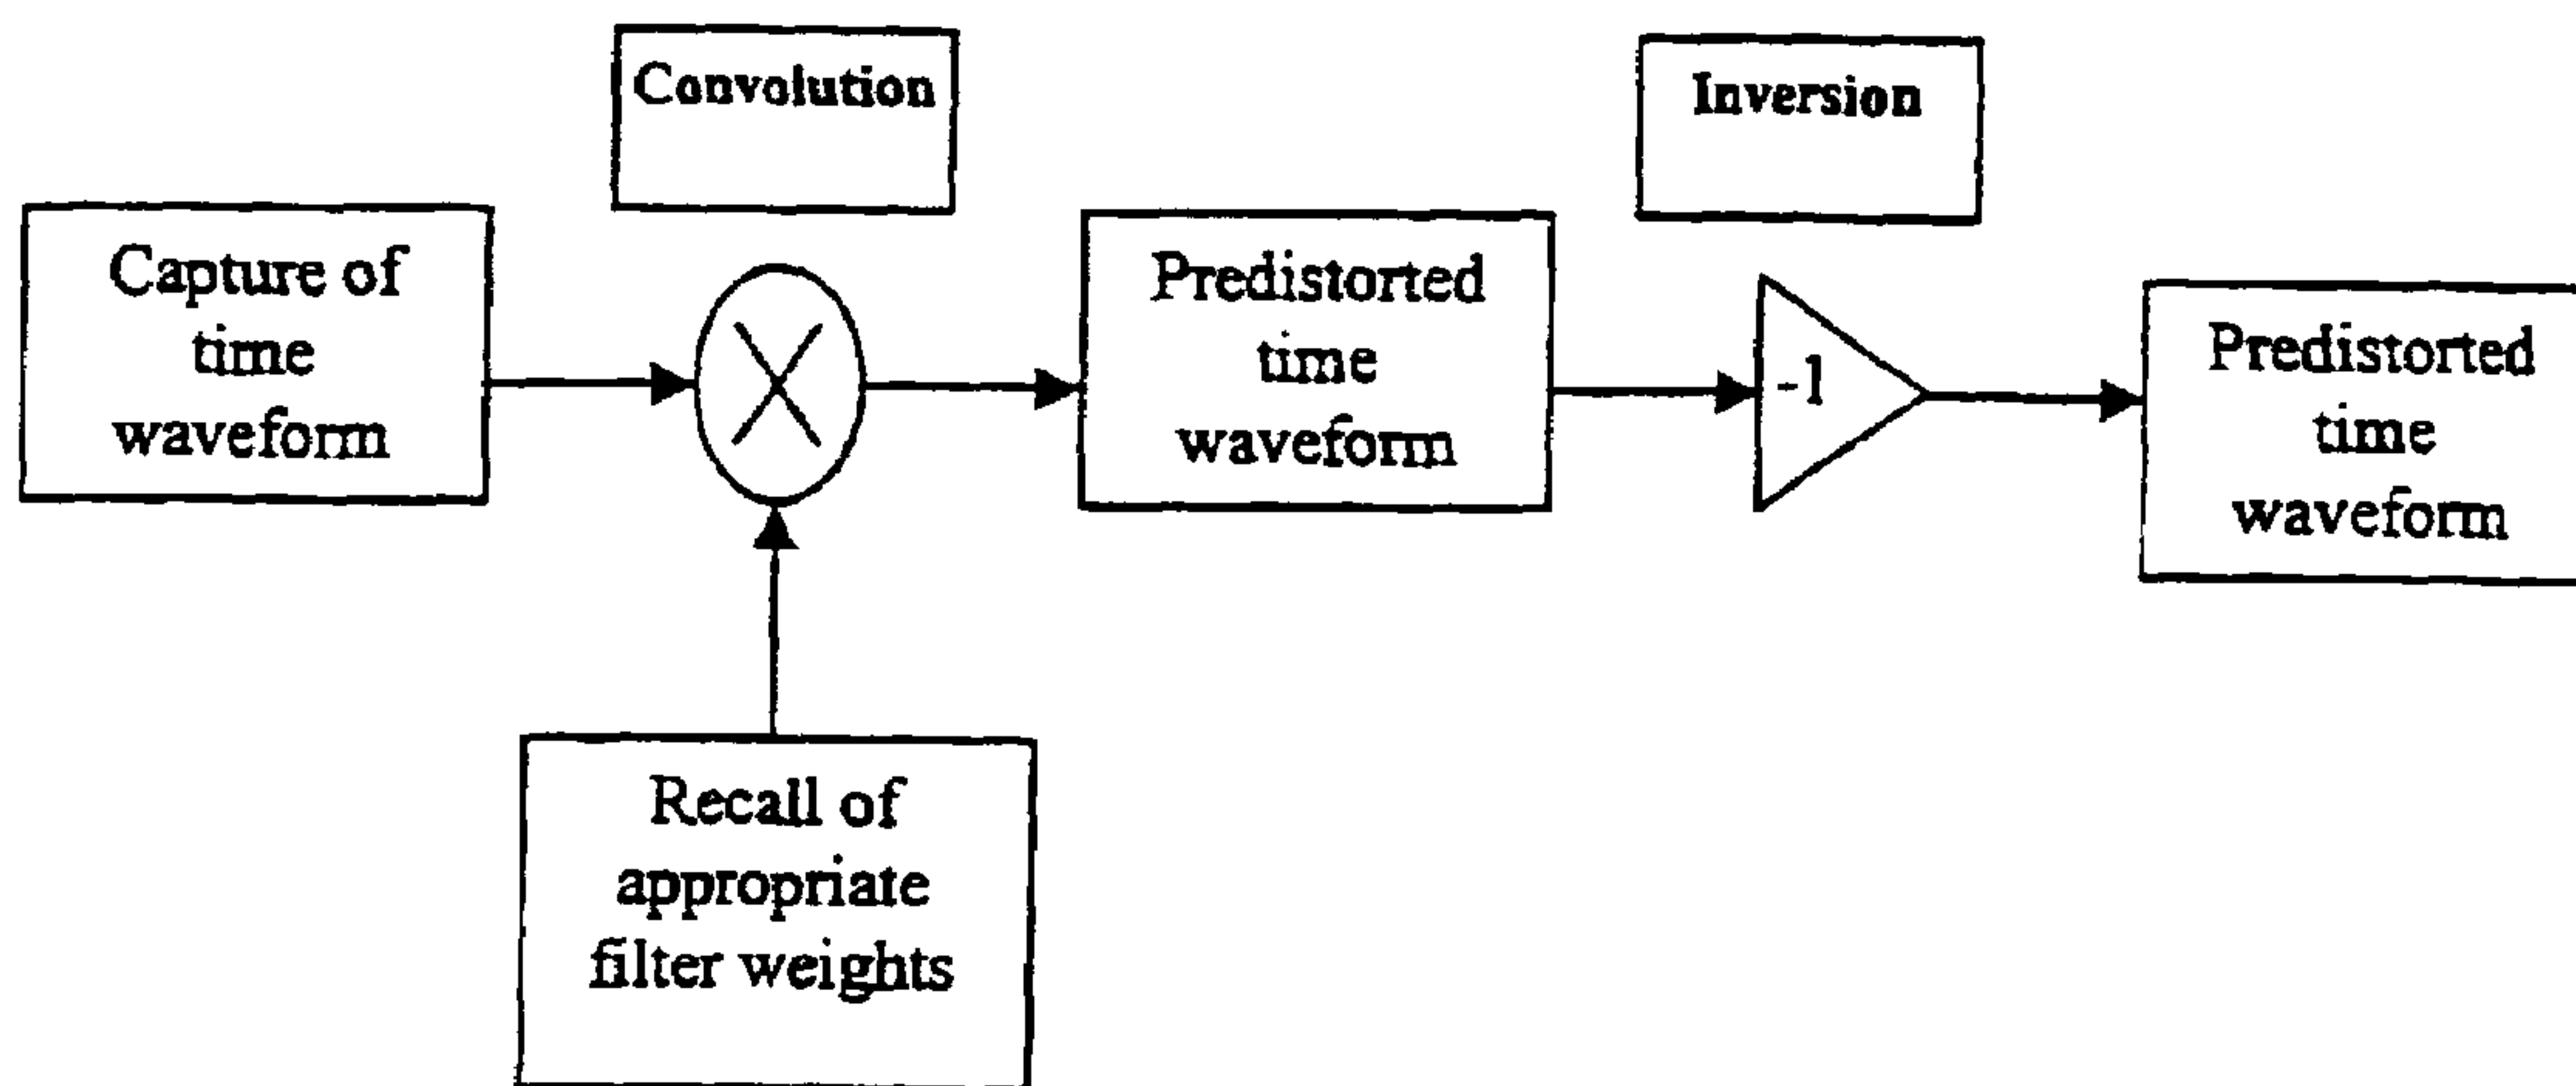 Convolution
Inversion
Capture of
time
waveform
Predistorted
time
waveform
-1
Predistorted
time
waveform
Recall of
appropriate
filter weights